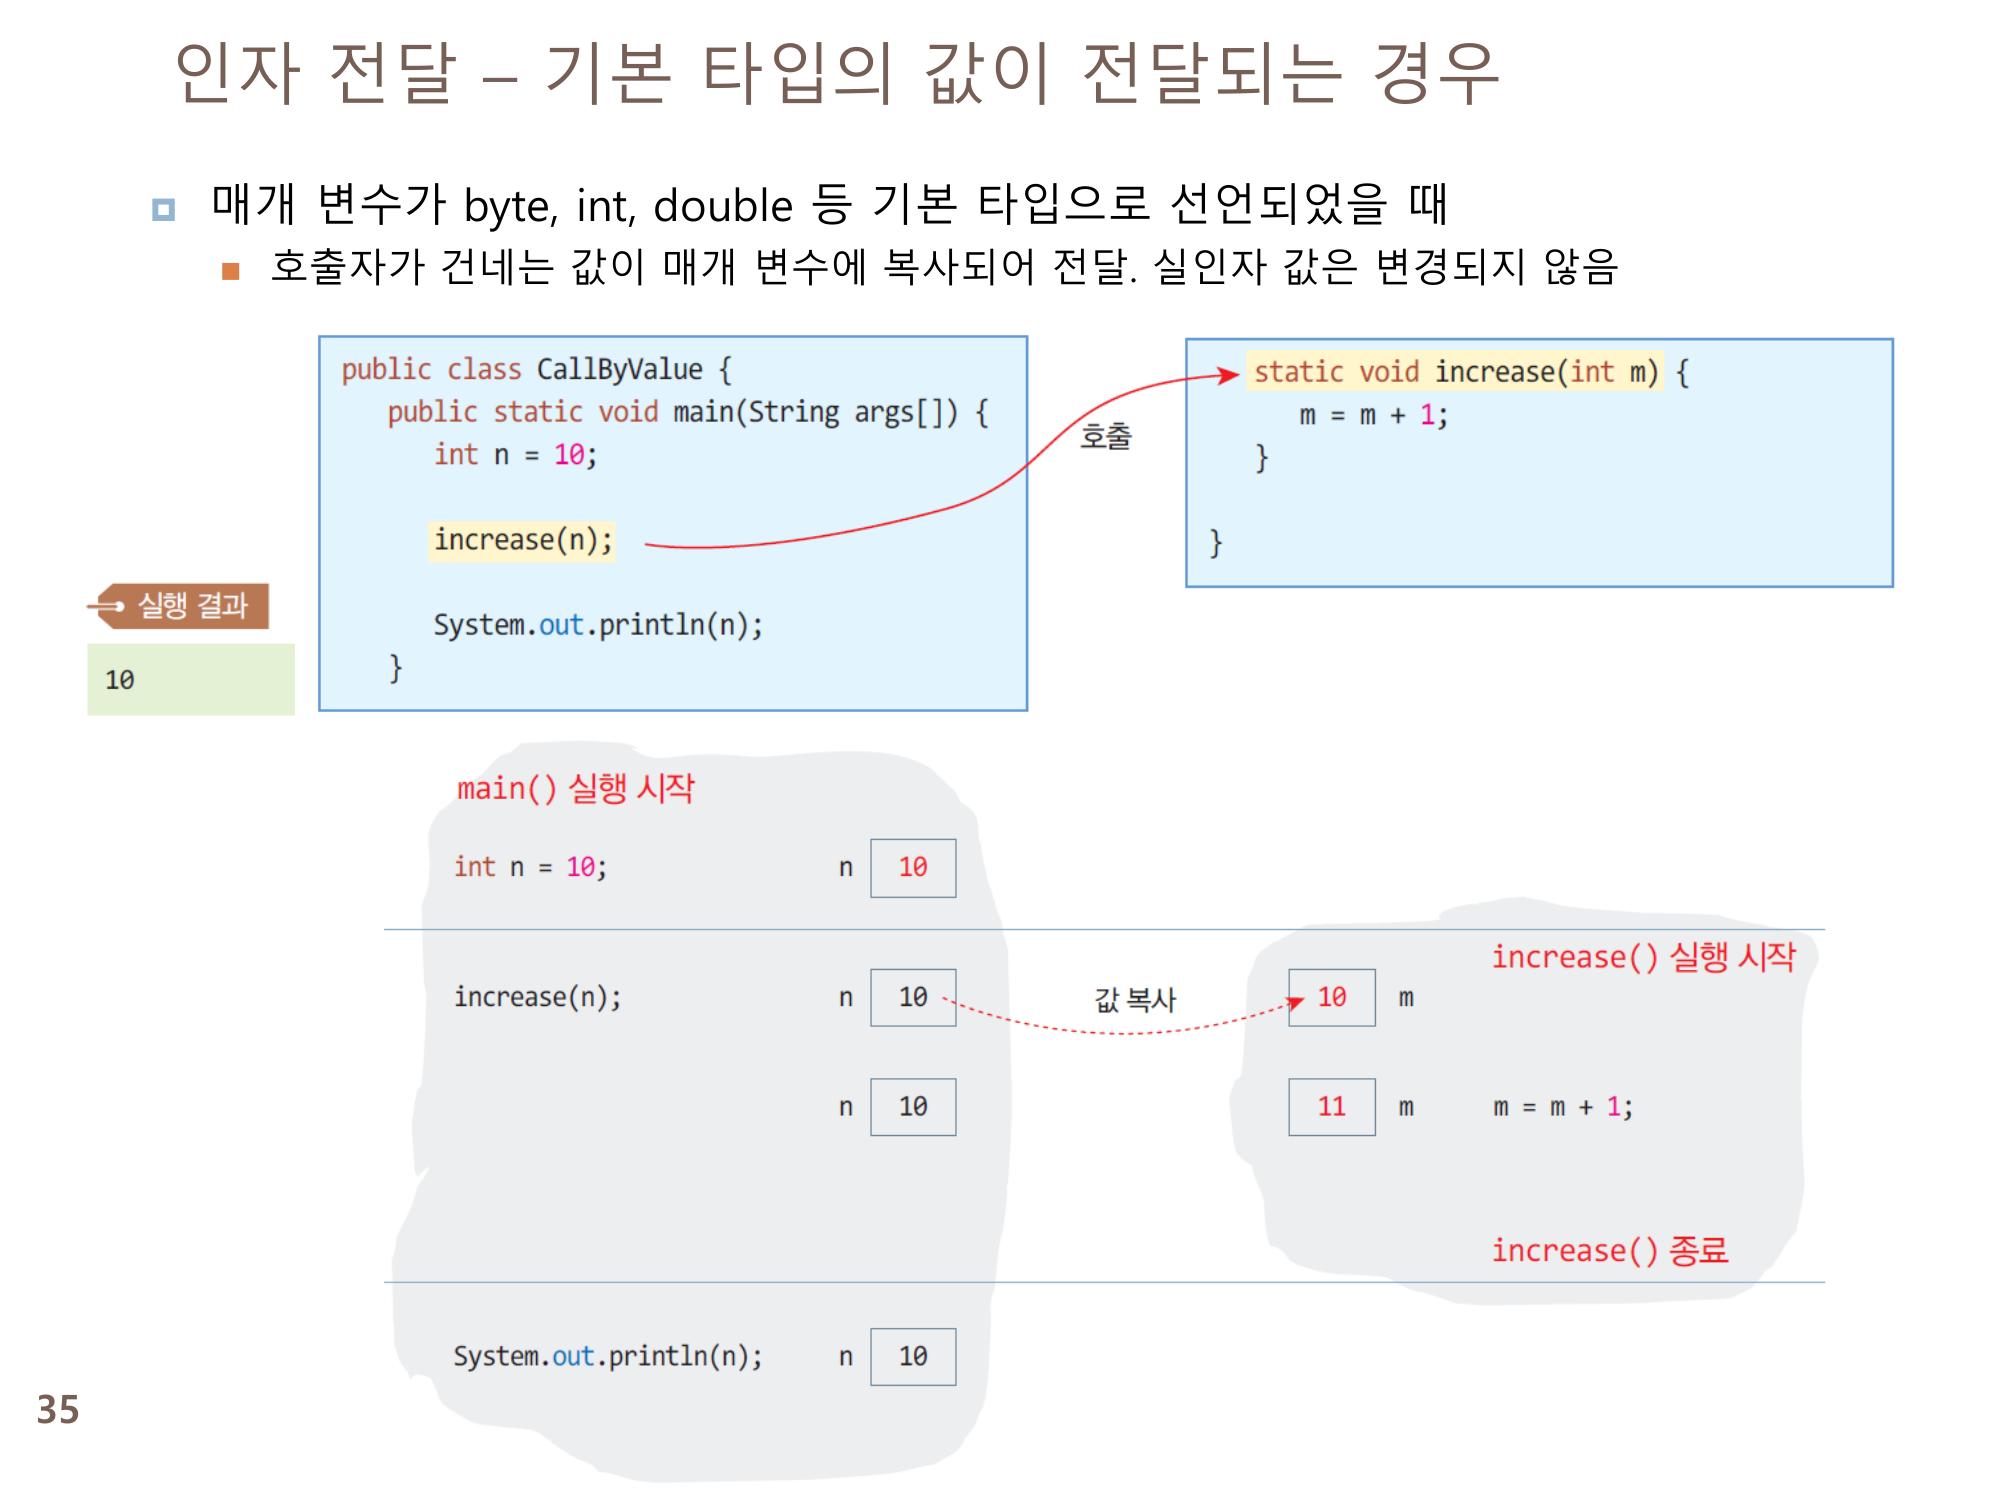 인자 전달 – 기본 타입의 값이 전달되는 경우
매개 변수가 byte, int, double 등 기본 타입으로 선언되었을 때
호출자가 건네는 값이 매개 변수에 복사되어 전달. 실인자 값은 변경되지 않음
public class CallByValue {
public static void main(String args[]) {
int n = 10;
increase(n);
System.out.println(n);
}
호출
static void increase(int m) {
m = m + 1;
}
}
실행 결과
10
main() 실행 시작
int n = 10; n 10
increase() 실행 시작
increase(n); n 10 값 복사 10 m
n 10 11 m m = m + 1;
increase() 종료
System.out.println(n); n 10
35